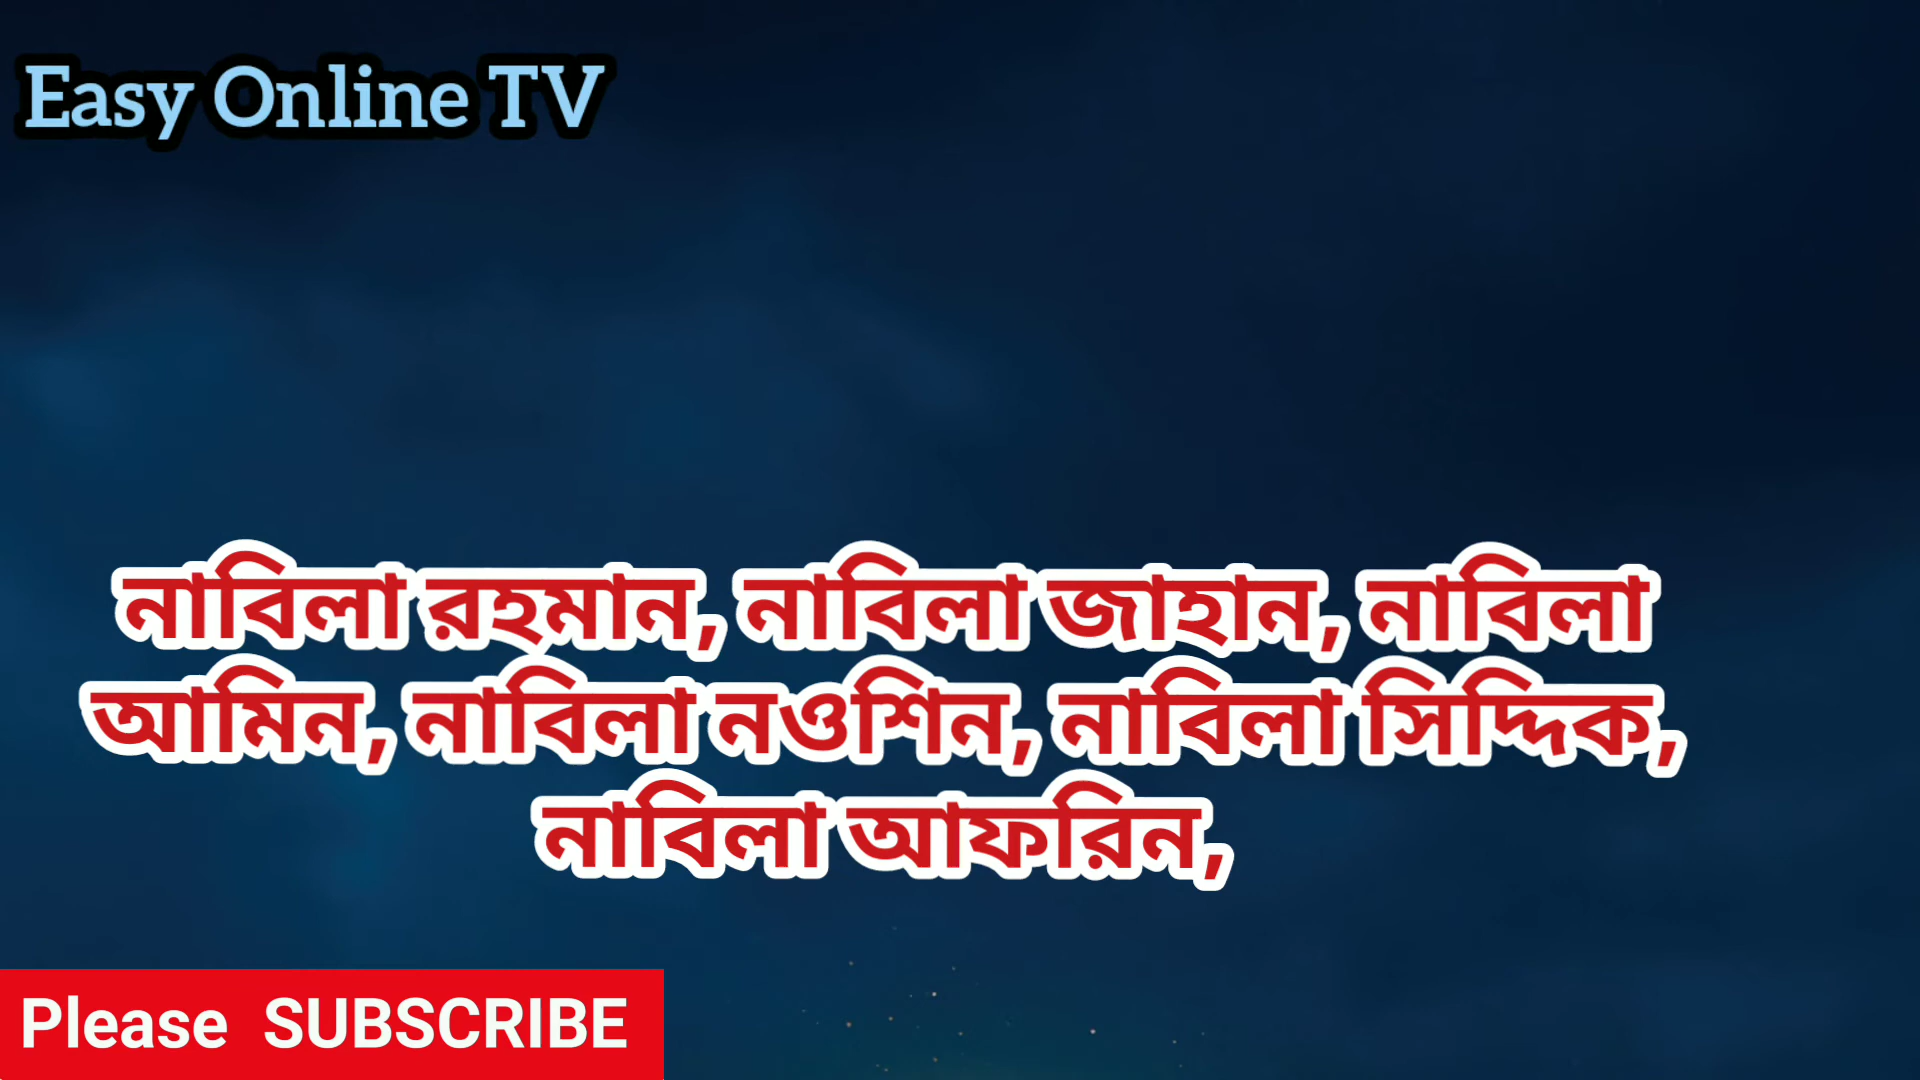 Easy Online TV
নাবিলা রহমান, নাবিলা জাহান, নাবিলা
আমিন, নাবিলা নওশিন, নাবিলা সিদ্দিক,
নাবিলা আফরিন,
Please SUBSCRIBE